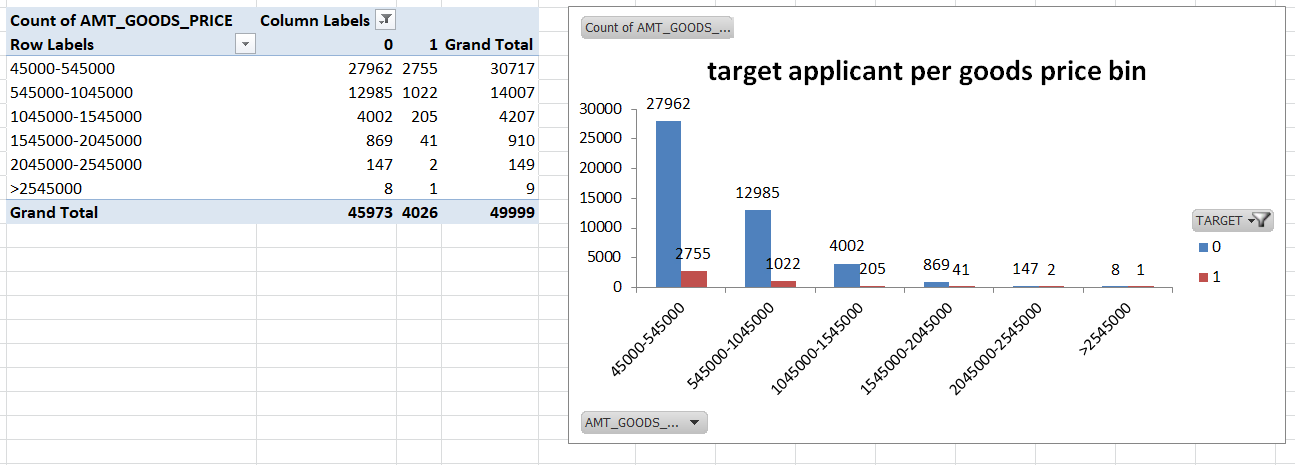 Count of AMT_GOODS_PRICE Column Labels
Row Labels 0 1 Grand Total
45000-545000 27962 2755 30717
545000-1045000 12985 1022 14007
1045000-1545000 4002 205 4207
1545000-2045000 869 41 910
2045000-2545000 147 2 149
>2545000 8 1 9
Grand Total 45973 4026 49999
Count of AMT_GOODS_...
target applicant per goods price bin
30000
25000
20000
15000
10000
5000
0
27962
2755
12985
1022
4002
205
869 41
147 2
8 1
45000-545000
545000-1045000
1045000-1545000
1545000-2045000
2045000-2545000
>2545000
TARGET
0
1
AMT_GOODS_...